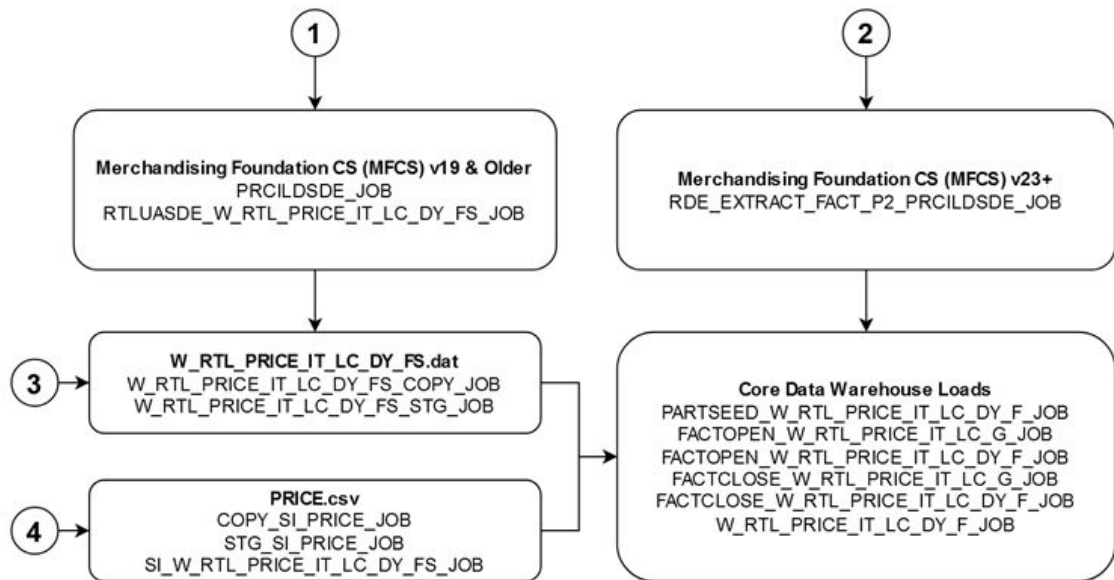 1
2
Merchandising Foundation CS (MFCS) v19 & Older
PRCILDSDE_JOB
RTLUASDE_W_RTL_PRICE_IT_LC_DY_FS_JOB
Merchandising Foundation CS (MFCS) v23+
RDE_EXTRACT_FACT_P2_PRCILDSDE_JOB
3
W_RTL_PRICE_IT_LC_DY_FS.dat
W_RTL_PRICE_IT_LC_DY_FS_COPY_JOB
W_RTL_PRICE_IT_LC_DY_FS_STG_JOB
4
PRICE.csv
COPY_SI_PRICE_JOB
STG_SI_PRICE_JOB
SI_W_RTL_PRICE_IT_LC_DY_FS_JOB
Core Data Warehouse Loads
PARTSEED_W_RTL_PRICE_IT_LC_DY_F_JOB
FACTOPEN_W_RTL_PRICE_IT_LC_G_JOB
FACTOPEN_W_RTL_PRICE_IT_LC_DY_F_JOB
FACTCLOSE_W_RTL_PRICE_IT_LC_G_JOB
FACTCLOSE_W_RTL_PRICE_IT_LC_DY_F_JOB
W_RTL_PRICE_IT_LC_DY_F_JOB